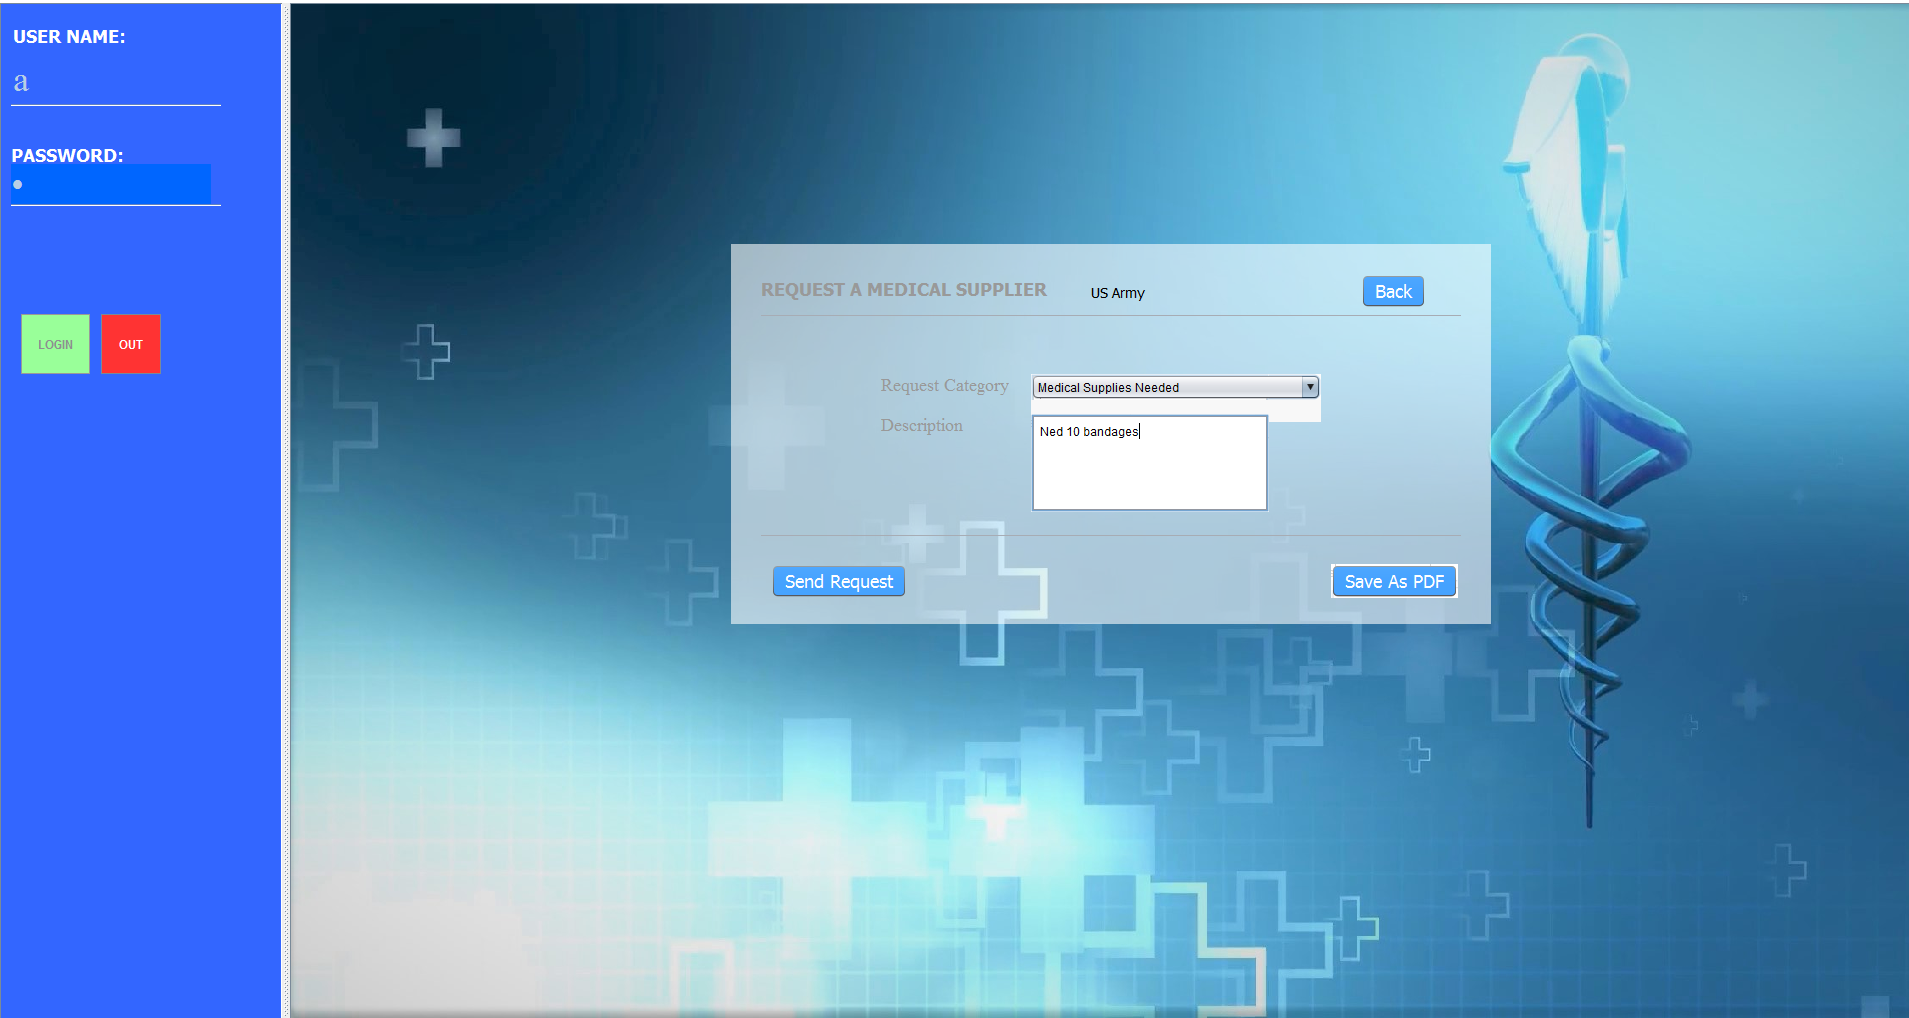 USER NAME:
a
PASSWORD:
LOGIN
OUT
REQUEST A MEDICAL SUPPLIER
US Army
Back
Request Category
Medical Supplies Needed
Description
Ned 10 bandages
Send Request
Save As PDF